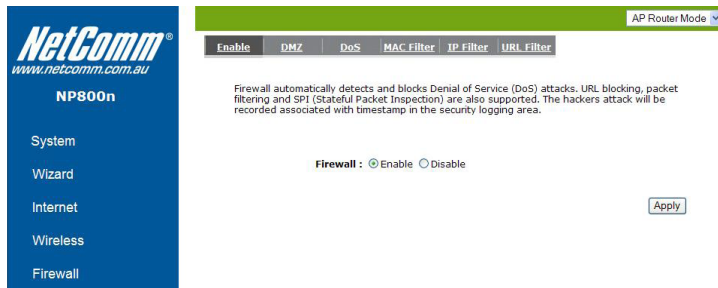 AP Router Mode
NetComm®
www.netcomm.com.au
NP800n
System
Wizard
Internet
Wireless
Firewall
Enable DMZ DoS MAC Filter IP Filter URL Filter
Firewall automatically detects and blocks Denial of Service (DoS) attacks. URL blocking, packet
filtering and SPI (Stateful Packet Inspection) are also supported. The hackers attack will be
recorded associated with timestamp in the security logging area.
Firewall : Enable Disable
Apply